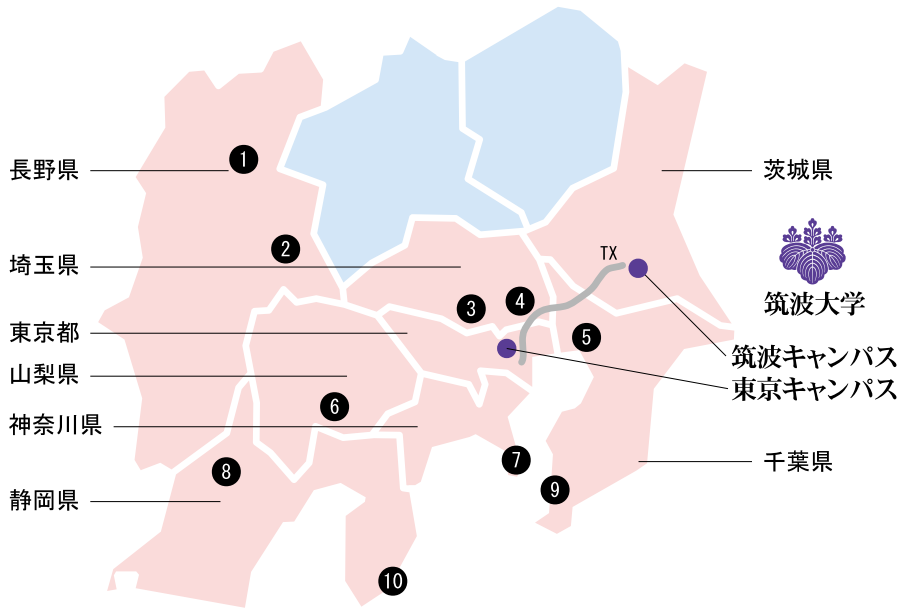 長野県
埼玉県
東京都
山梨県
神奈川県
静岡県
1
2
3
4
5
6
7
8
9
10
TX
茨城県
筑波大学
筑波キャンパス
東京キャンパス
千葉県